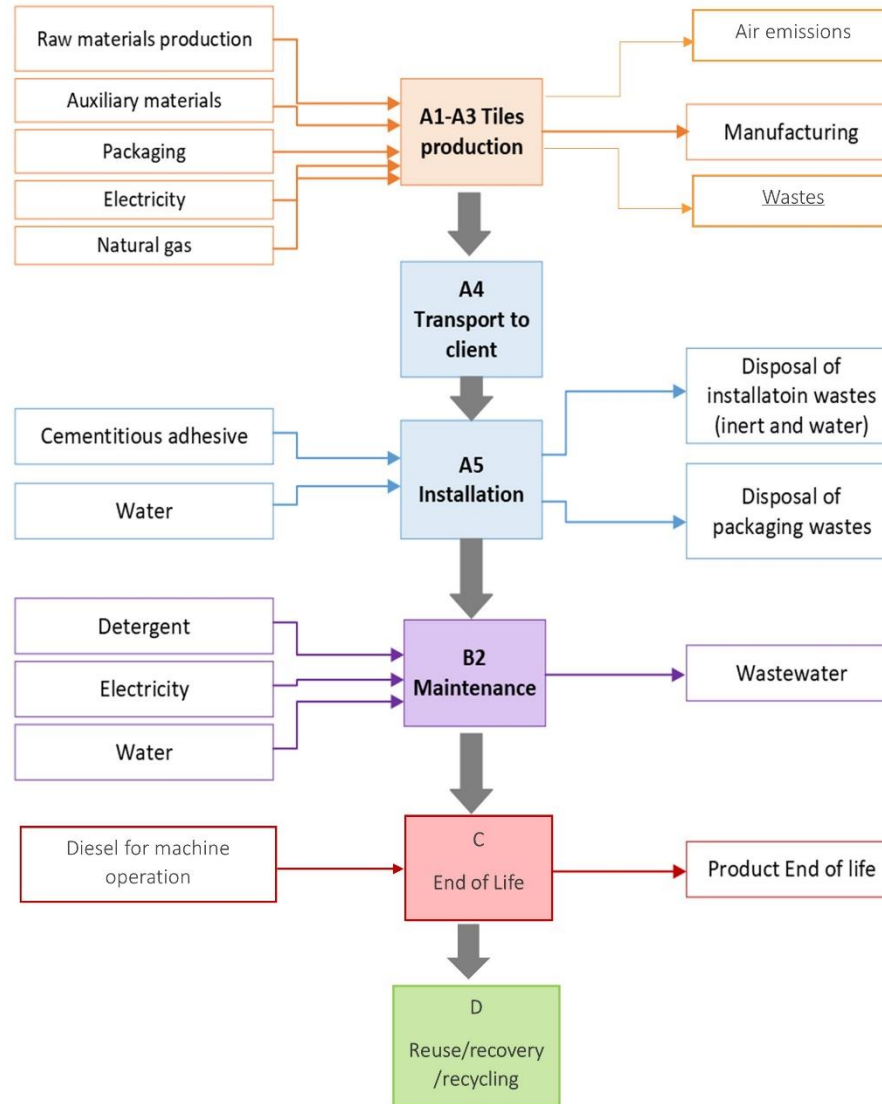 Raw materials production
Auxiliary materials
Packaging
Electricity
Natural gas
A1-A3 Tiles
production
Air emissions
Manufacturing
Wastes
A4
Transport to
client
Cementitious adhesive
Water
A5
Installation
Disposal of
installatoin wastes
(inert and water)
Disposal of
packaging wastes
Detergent
Electricity
Water
B2
Maintenance
Wastewater
Diesel for machine
operation
C
End of Life
Product End of life
D
Reuse/recovery
/recycling